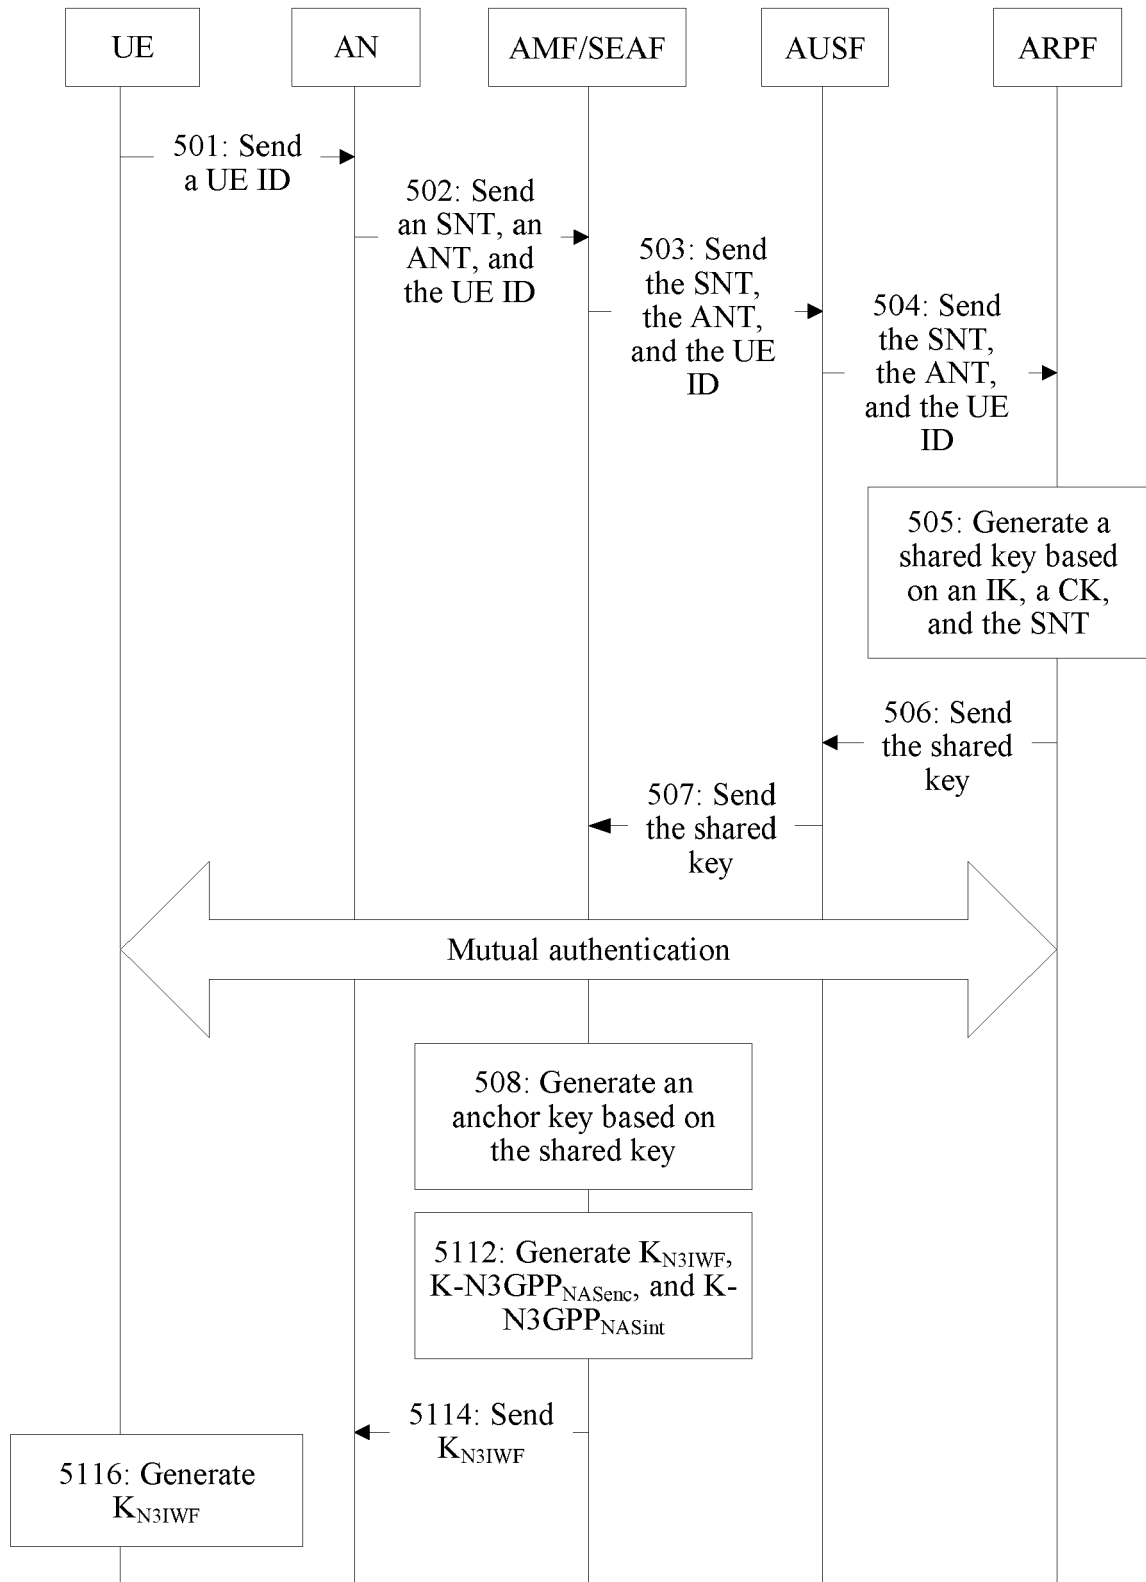 UE
AN
AMF/SEAF
AUSF
ARPF
501: Send
a UE ID
502: Send
an SNT, an
ANT, and
the UE ID
503: Send
the SNT,
the ANT,
and the UE
ID
504: Send
the SNT,
the ANT,
and the UE
ID
505: Generate a
shared key based
on an IK, a CK,
and the SNT
506: Send
the shared
key
507: Send
the shared
key
Mutual authentication
508: Generate an
anchor key based on
the shared key
5112: Generate KN3IWF,
K-N3GPPNASenc, and K-
N3GPPNASint
5114: Send
KN3IWF
5116: Generate
KN3IWF